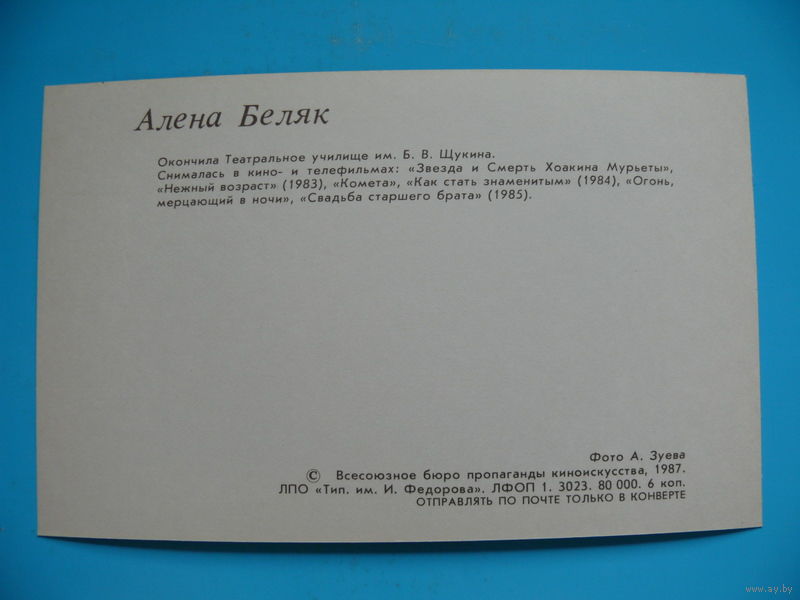 Алена Беляк
Окончила Театральное училище им. Б. В. Щукина.
Снималась в кино- и телефильмах: «Звезда и Смерть Хоакина Мурьеты»,
«Нежный возраст» (1983), «Комета», «Как стать знаменитым» (1984), «Огонь,
мерцающий в ночи», «Свадьба старшего брата» (1985).
Фото А. Зуева
© Всесоюзное бюро пропаганды киноискусства, 1987.
ЛПО «Тип. им. И. Федорова». ЛФОП 1. 3023. 80 000. 6 коп.
ОТПРАВЛЯТЬ ПО ПОЧТЕ ТОЛЬКО В КОНВЕРТЕ
www.ay.by